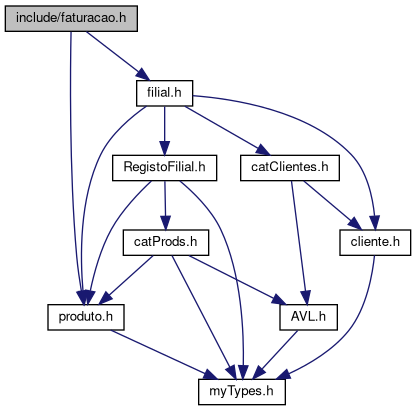 include/faturacao.h
filial.h
RegistoFilial.h
catClientes.h
catProds.h
cliente.h
produto.h
AVL.h
myTypes.h